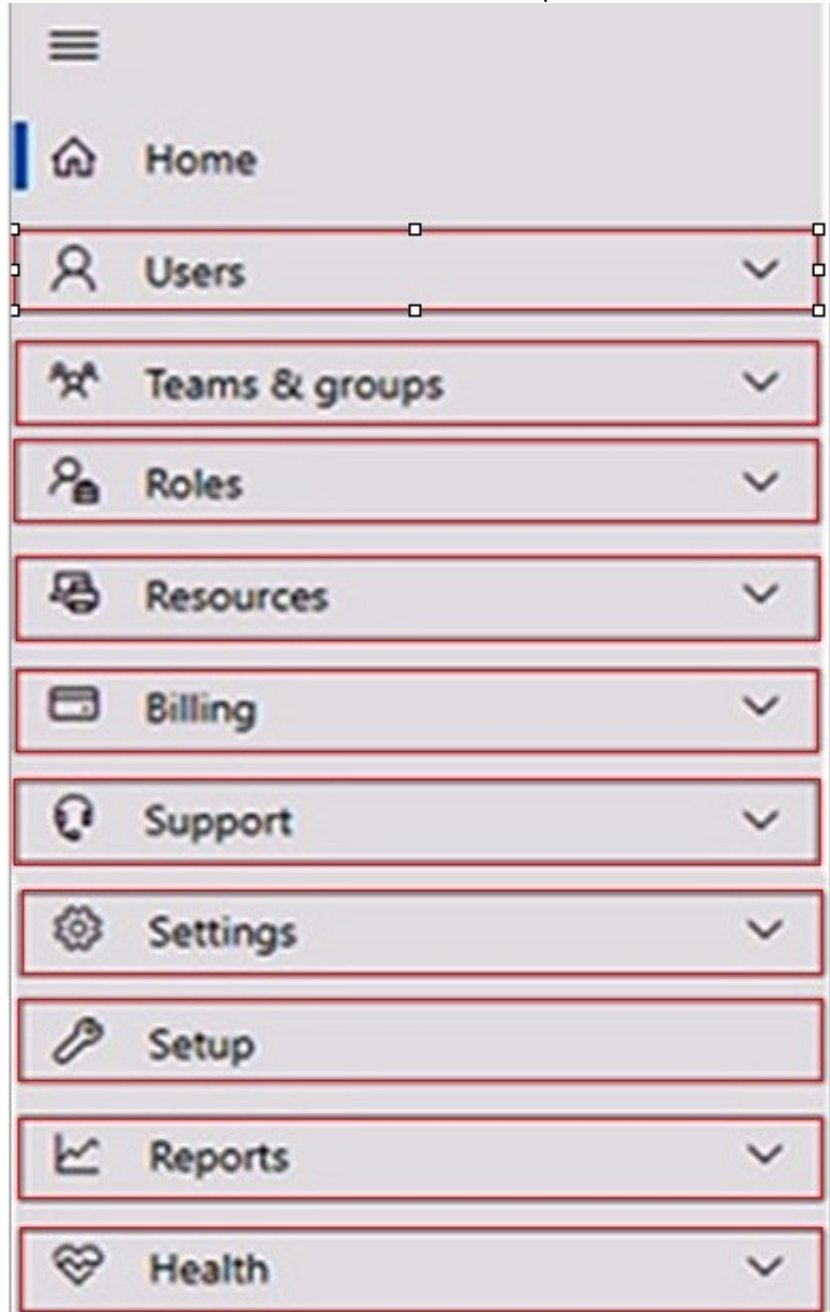 Home
Users
Teams & groups
Roles
Resources
Billing
Support
Settings
Setup
Reports
Health